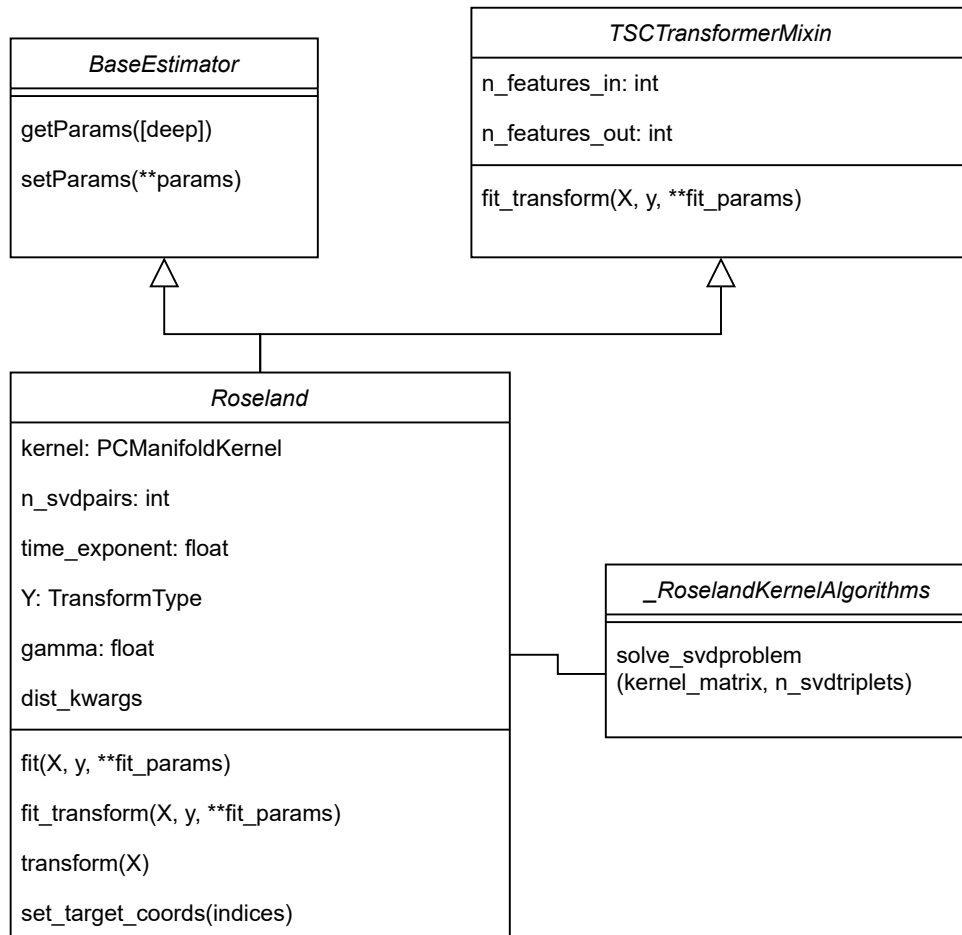 BaseEstimator
getParams([deep])
setParams(**params)
TSCTransformerMixin
n_features_in: int
n_features_out: int
fit_transform(X, y, **fit_params)
Roseland
kernel: PCManifoldKernel
n_svdpairs: int
time_exponent: float
Y: TransformType
gamma: float
dist_kwargs
fit(X, y, **fit_params)
fit_transform(X, y, **fit_params)
transform(X)
set_target_coords(indices)
_RoselandKernelAlgorithms
solve_svdproblem
(kernel_matrix, n_svdtriplets)